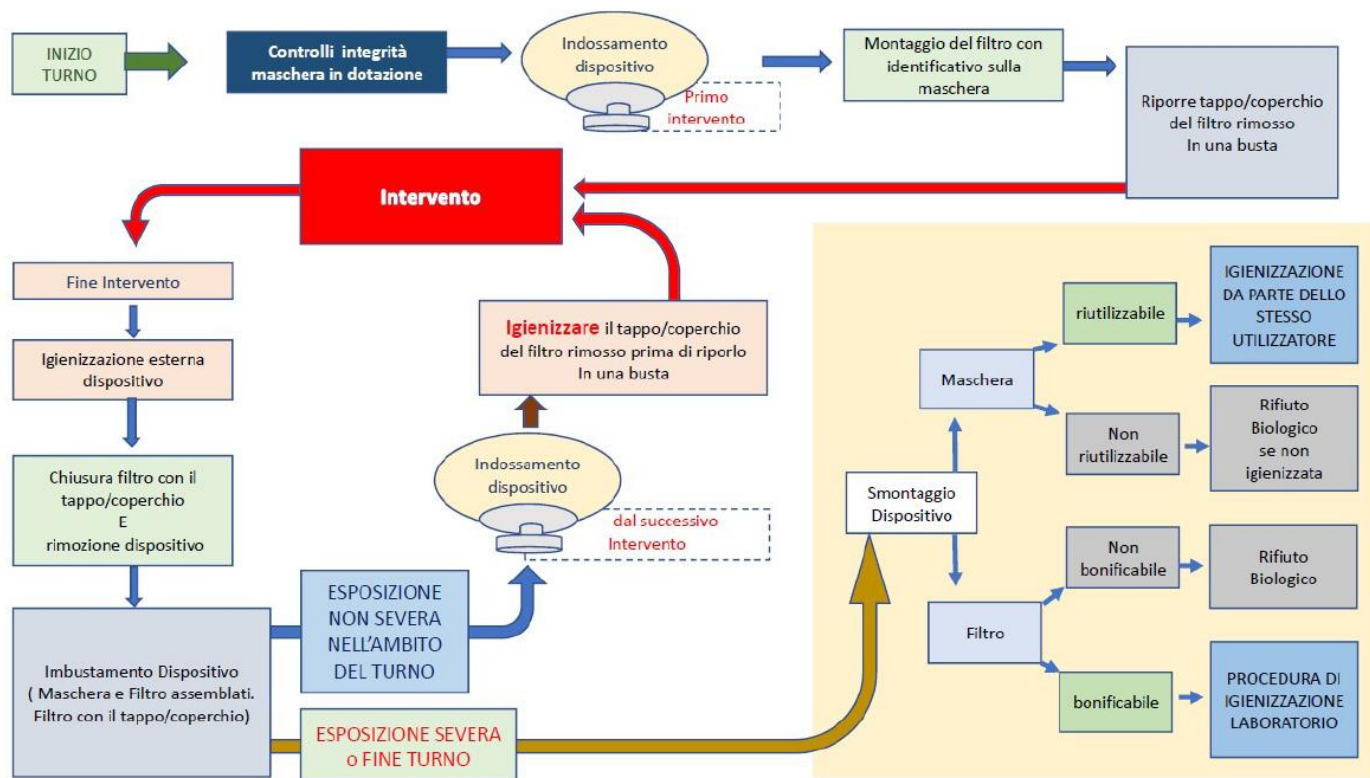 INIZIO
TURNO
Controlli integrità
maschera in dotazione
Indossamento
dispositivo
Primo
intervento
Montaggio del filtro con
identificativo sulla
maschera
Riporre tappo/coperchio
del filtro rimosso
In una busta
Intervento
Fine Intervento
Igienizzazione esterna
dispositivo
Chiusura filtro con il
tappo/coperchio
E
rimozione dispositivo
Imbustamento Dispositivo
( Maschera e Filtro assemblati.
Filtro con il tappo/coperchio)
ESPOSIZIONE
NON SEVERA
NELL'AMBITO
DEL TURNO
ESPOSIZIONE SEVERA
o FINE TURNO
Indossamento
dispositivo
dal successivo
Intervento
Igienizzare il tappo/coperchio
del filtro rimosso prima di riporlo
In una busta
Smontaggio
Dispositivo
Maschera
riutilizzabile
IGIENIZZAZIONE
DA PARTE DELLO
STESSO
UTILIZZATORE
Non
riutilizzabile
Rifiuto
Biologico
se non
igienizzata
Filtro
Non
bonificabile
Rifiuto
Biologico
bonificabile
PROCEDURA DI
IGIENIZZAZIONE
LABORATORIO